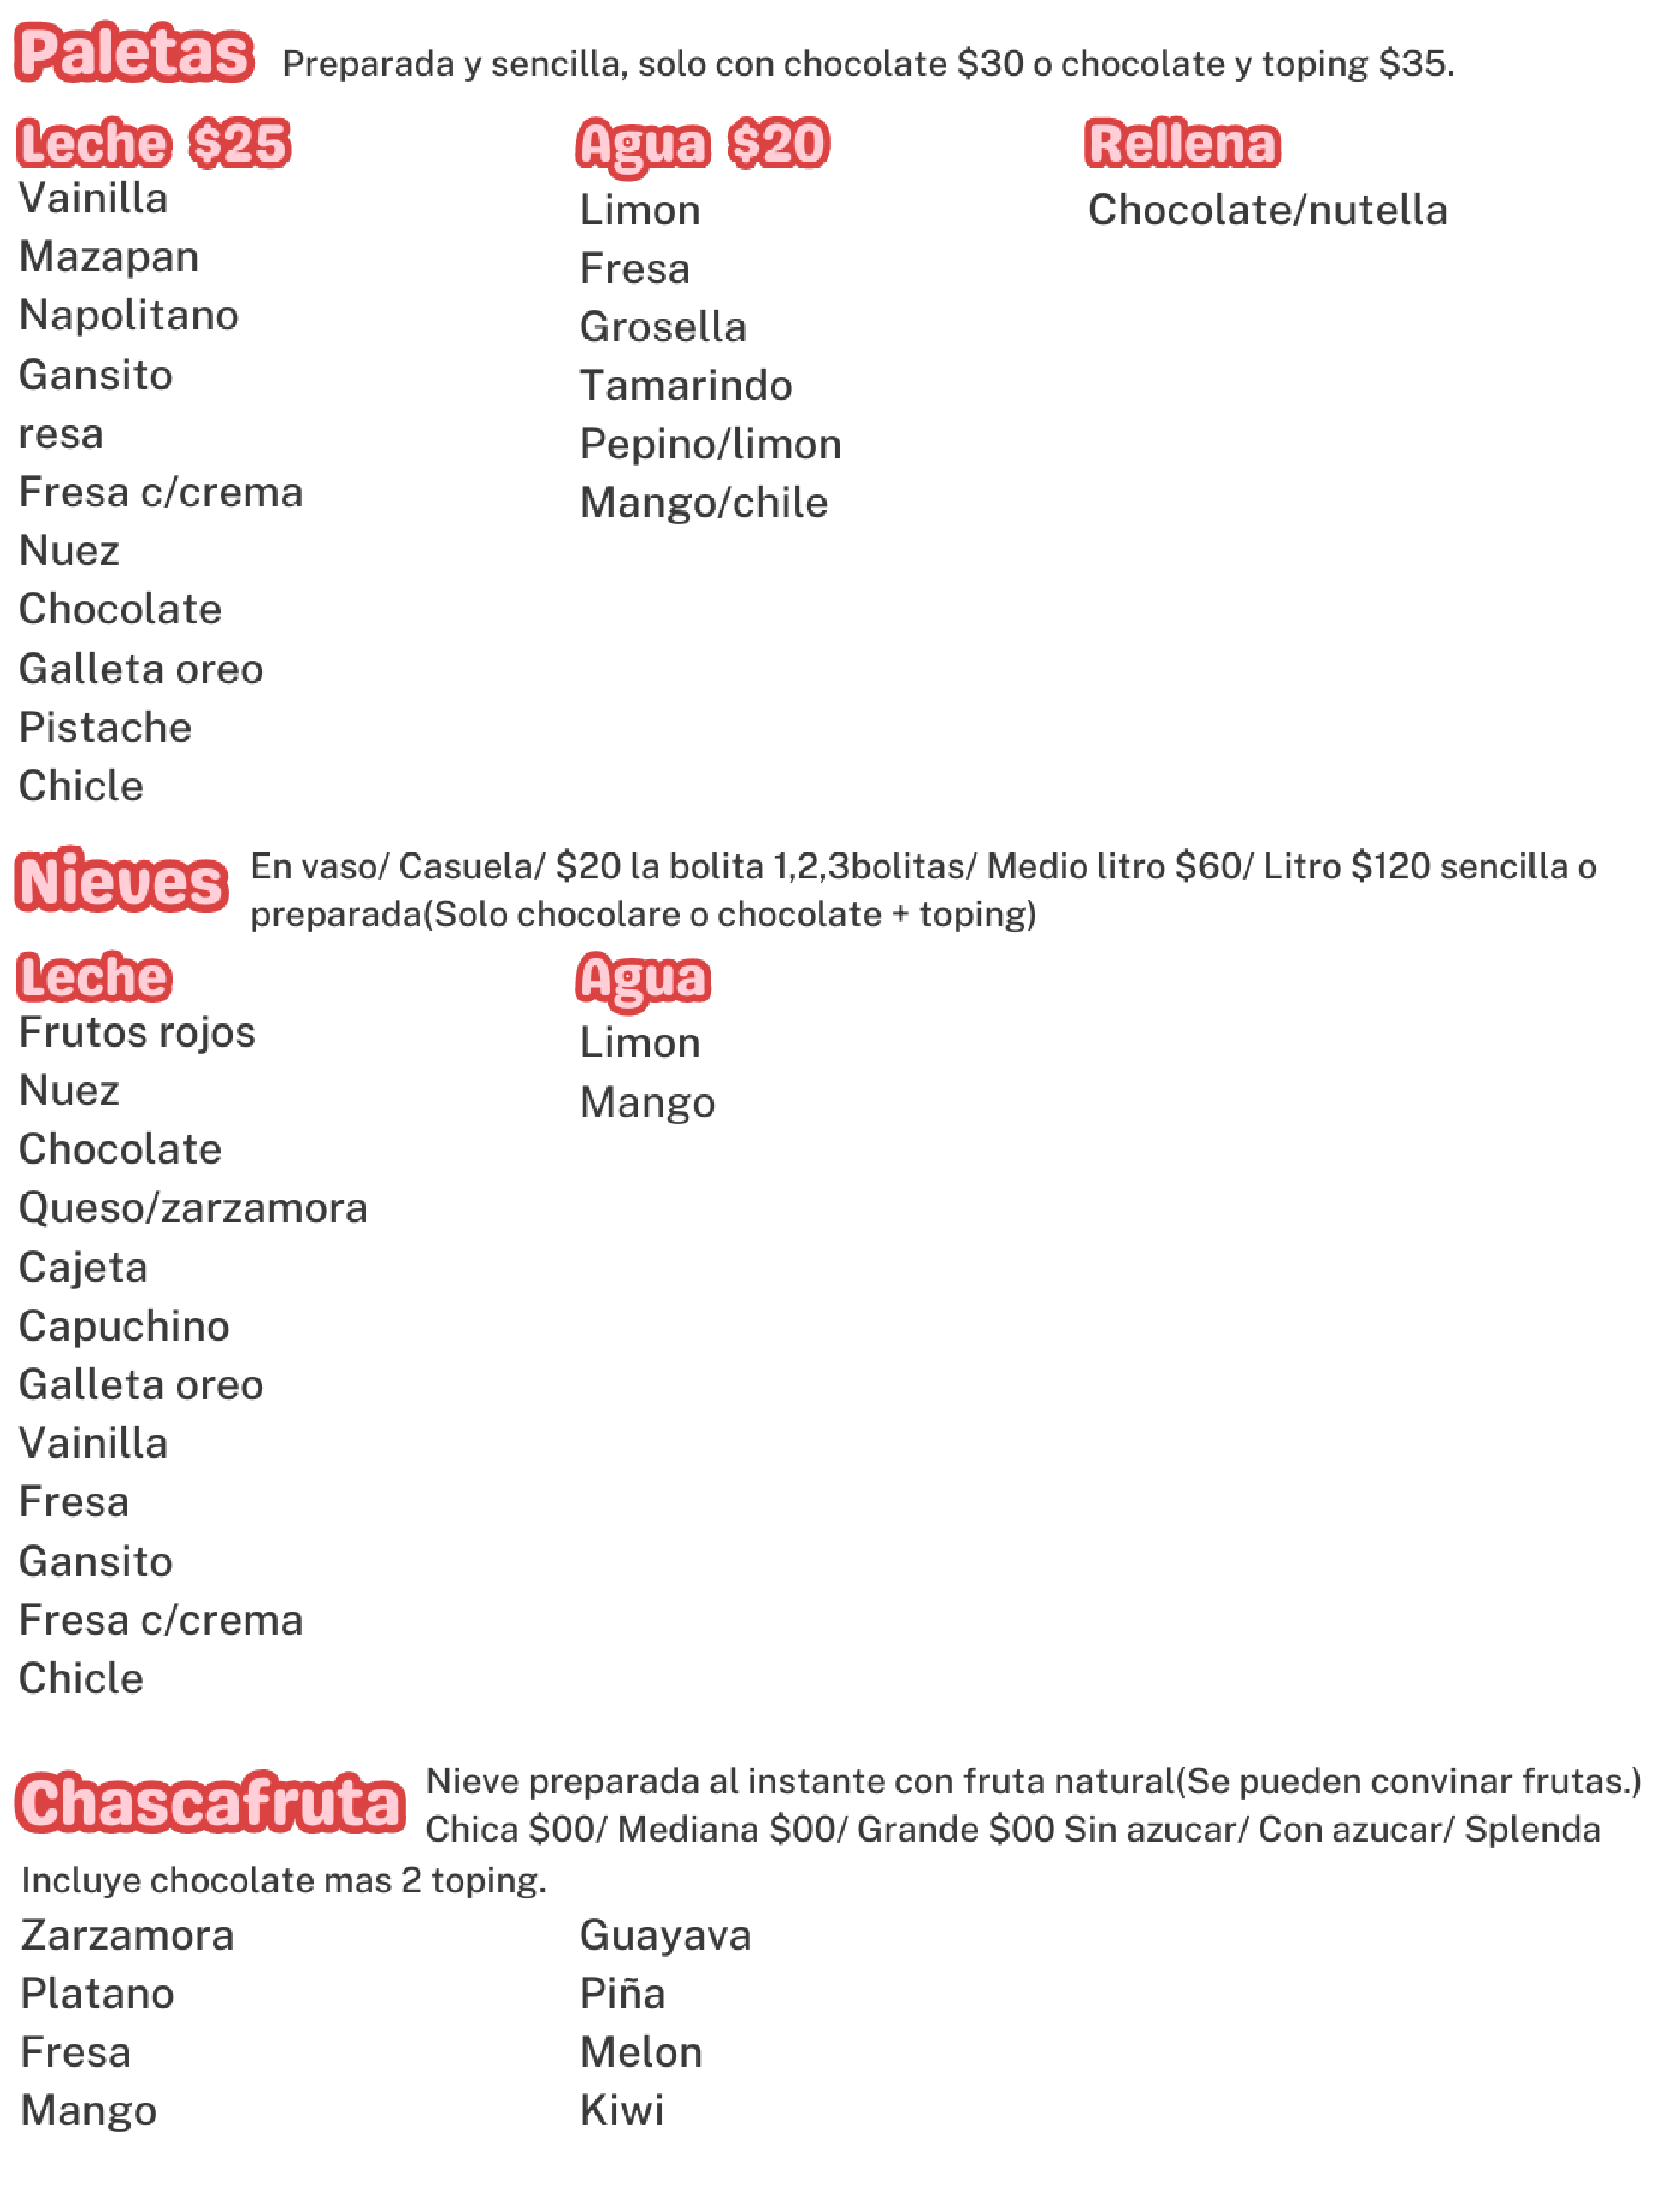 Paletas
Preparada y sencilla, solo con chocolate $30 o chocolate y toping $35.
Leche $25
Vainilla
Mazapan
Napolitano
Gansito
resa
Fresa c/crema
Nuez
Chocolate
Galleta oreo
Pistache
Chicle
Agua $20
Limon
Fresa
Grosella
Tamarindo
Pepino/limon
Mango/chile
Rellena
Chocolate/nutella
Nieves
En vaso/ Casuela/ $20 la bolita 1,2,3bolitas/ Medio litro $60/ Litro $120 sencilla o
preparada(Solo chocolare o chocolate + toping)
Leche
Frutos rojos
Nuez
Chocolate
Queso/zarzamora
Cajeta
Capuchino
Galleta oreo
Vainilla
Fresa
Gansito
Fresa c/crema
Chicle
Agua
Limon
Mango
Chascafruta
Nieve preparada al instante con fruta natural(Se pueden convinar frutas.)
Chica $00/ Mediana $00/ Grande $00 Sin azucar/ Con azucar/ Splenda
Incluye chocolate mas 2 toping.
Zarzamora
Platano
Fresa
Mango
Guayava
Piña
Melon
Kiwi